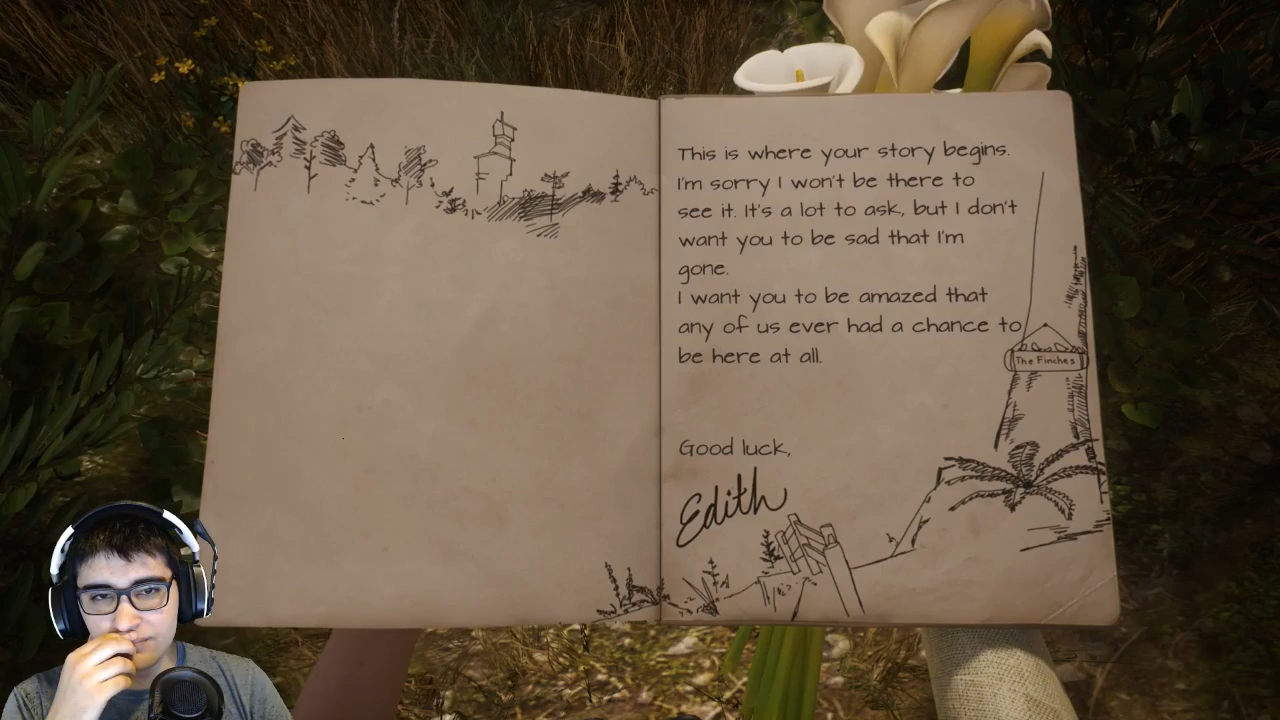 This is where your story begins.
I'm sorry I won't be there to
see it. It's a lot to ask, but I don't
want you to be sad that I'm
gone.
I want you to be amazed that
any of us ever had a chance to
be here at all.
The Finches
Good luck,
Edith